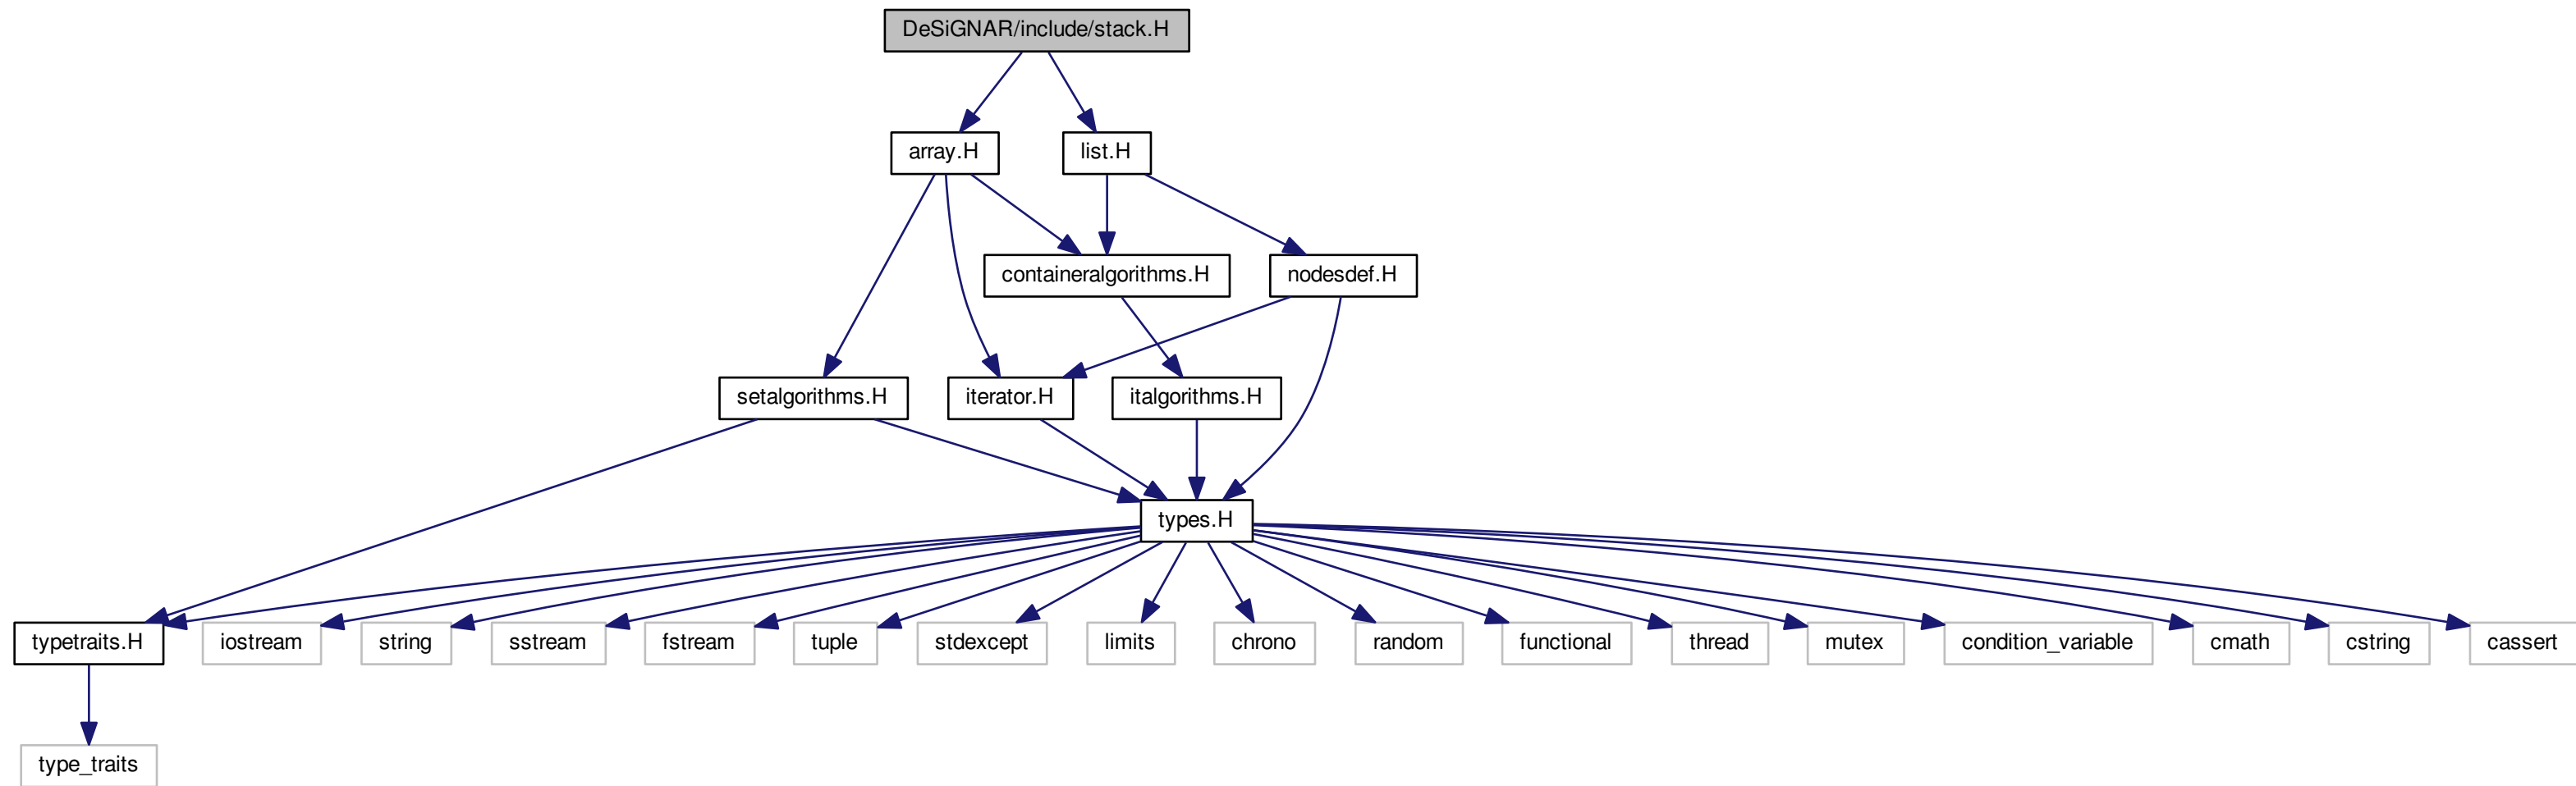 DeSiGNAR/include/stack.H
array.H
list.H
containeralgorithms.H
nodesdef.H
setalgorithms.H
iterator.H
italgorithms.H
types.H
typetraits.H
iostream
string
sstream
fstream
tuple
stdexcept
limits
chrono
random
functional
thread
mutex
condition_variable
cmath
cstring
cassert
type_traits